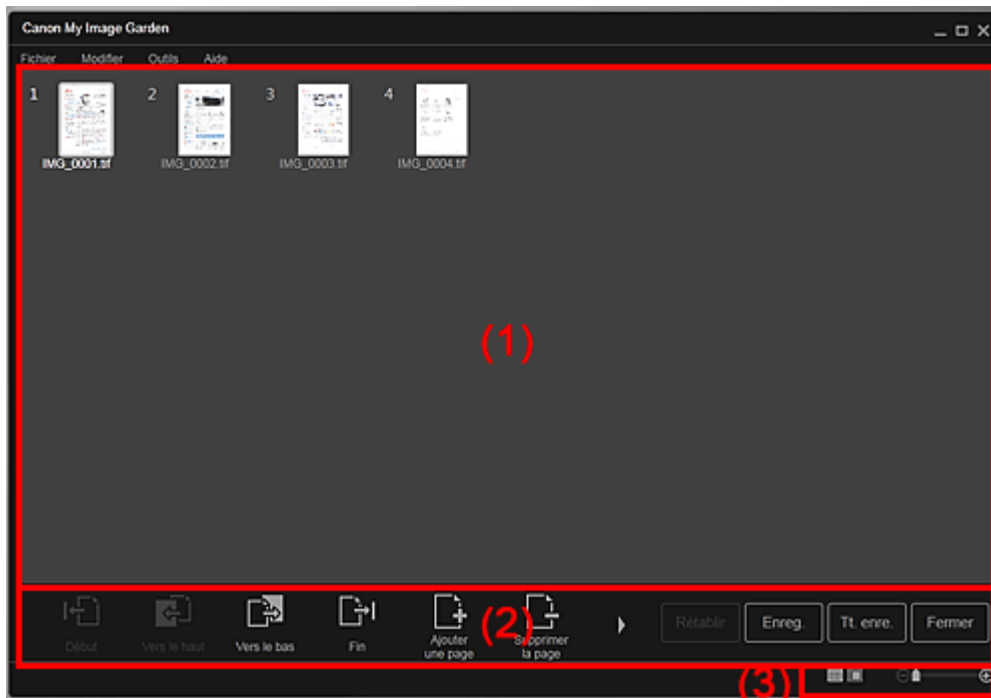 Canon My Image Garden
Fichier Modifier Outils Aide
1 2 3 4
IMG_0001.tif IMG_0002.tif IMG_0003.tif IMG_0004.tif
(1)
(2)
Début Vers le haut Vers le bas Fin Ajouter une page Supprimer la page Rétablir Enreg. Tt. enre. Fermer
(3)